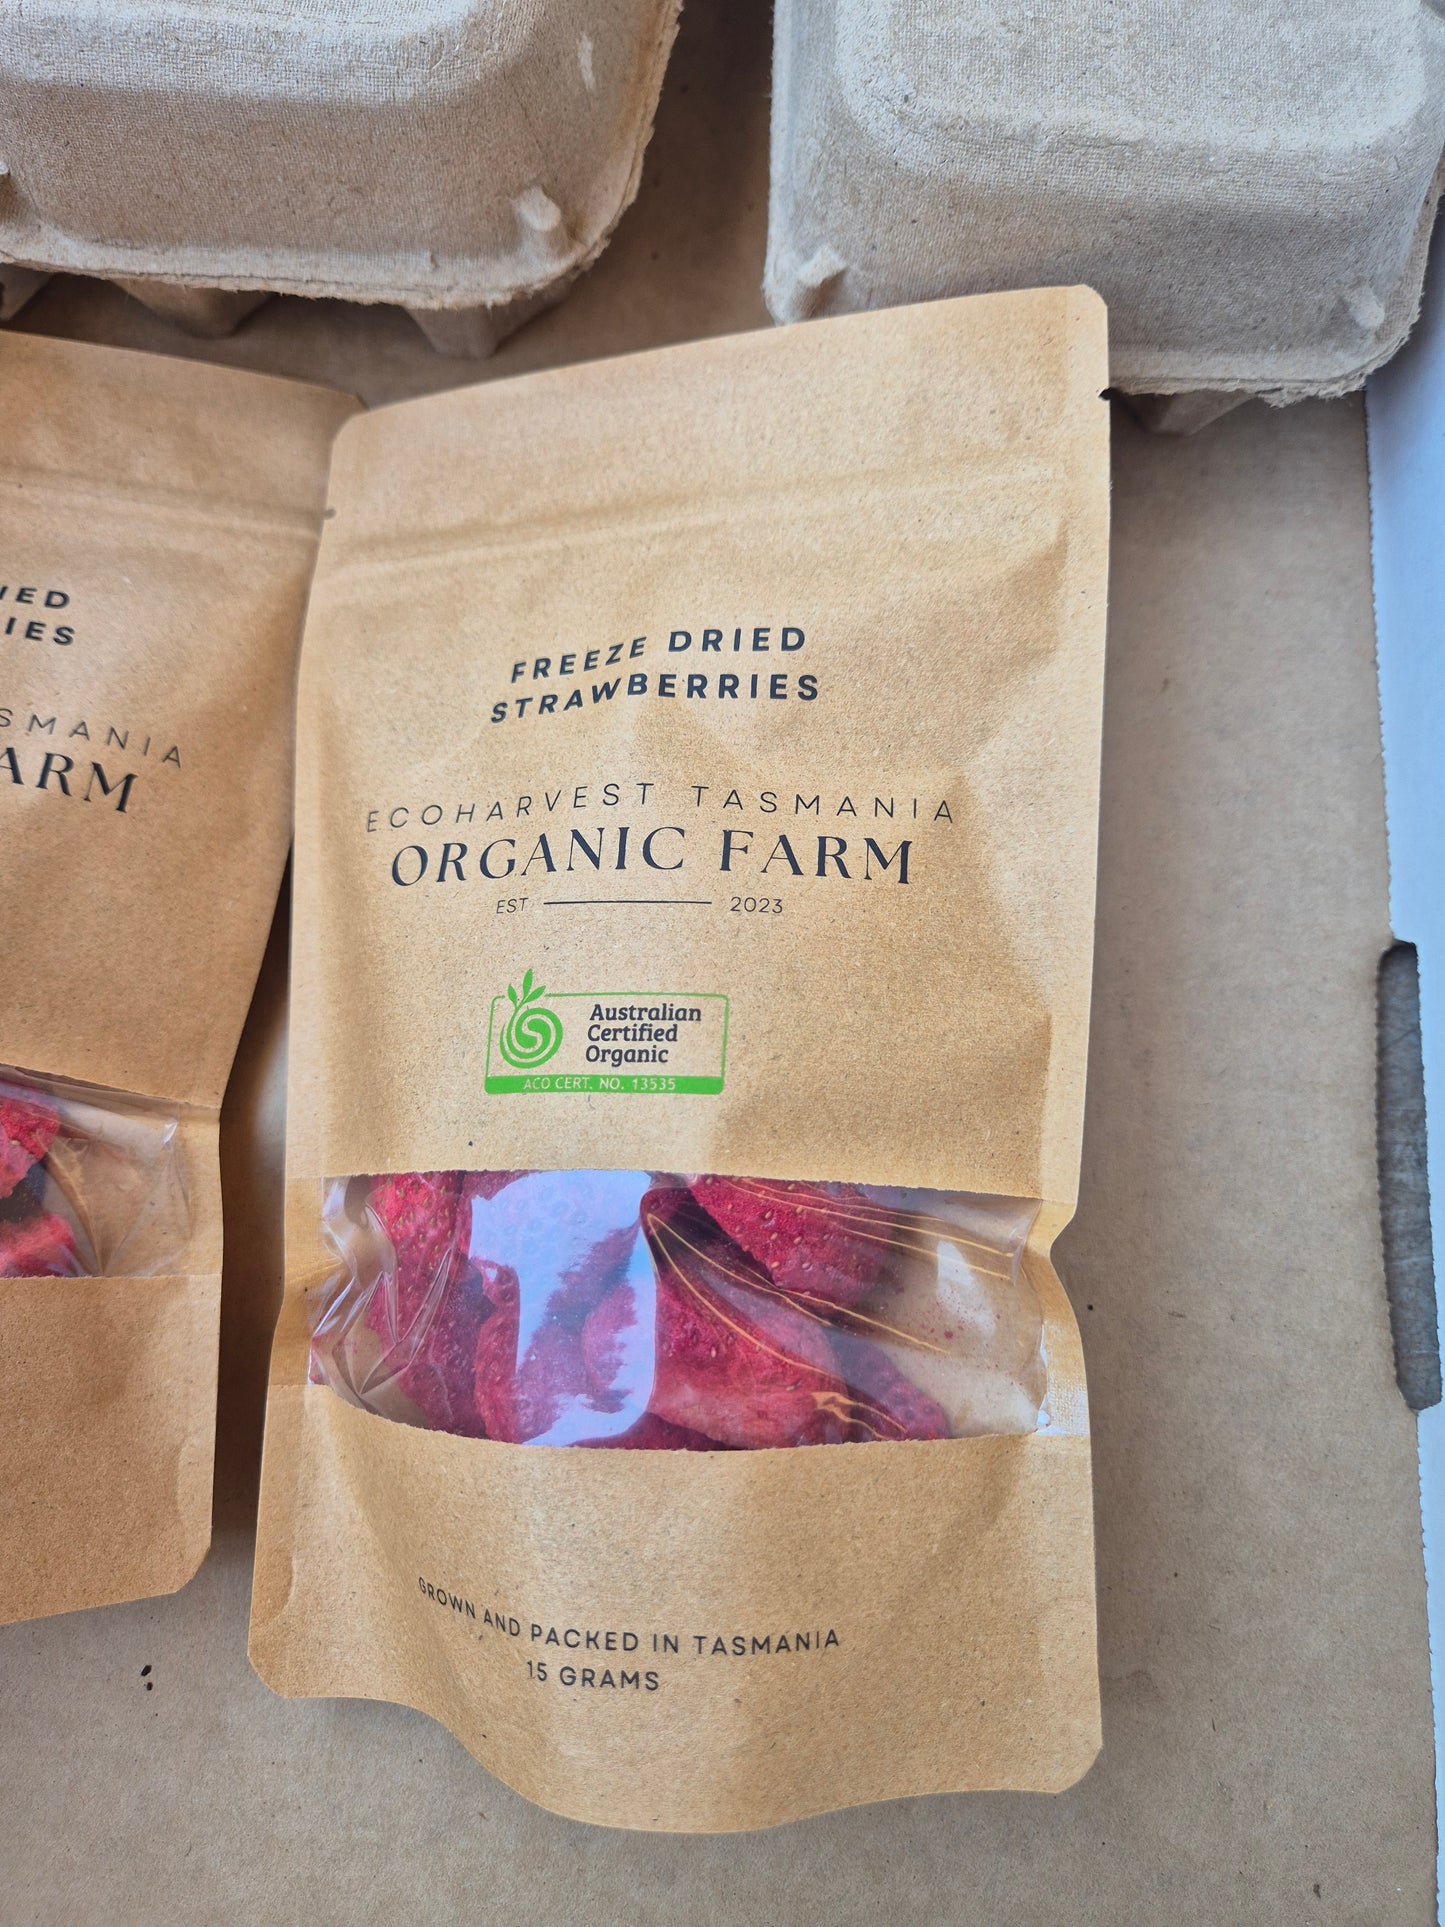 FREEZE DRIED
STRAWBERRIES
ECOHARVEST TASMANIA
ORGANIC FARM
EST 2023
Australian
Certified
Organic
ACO CERT. NO. 13535
GROWN AND PACKED IN TASMANIA
15 GRAMS
IED
IES
SMANIA
ARM